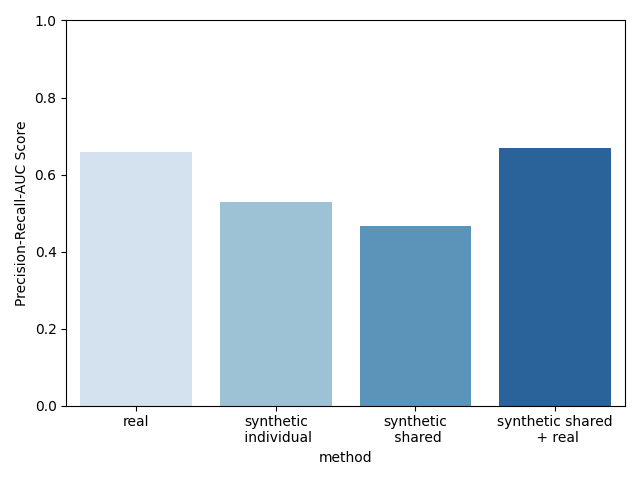 1.0
0.8
0.6
0.4
0.2
0.0
Precision-Recall-AUC Score
real
synthetic
individual
synthetic
shared
synthetic shared
+ real
method